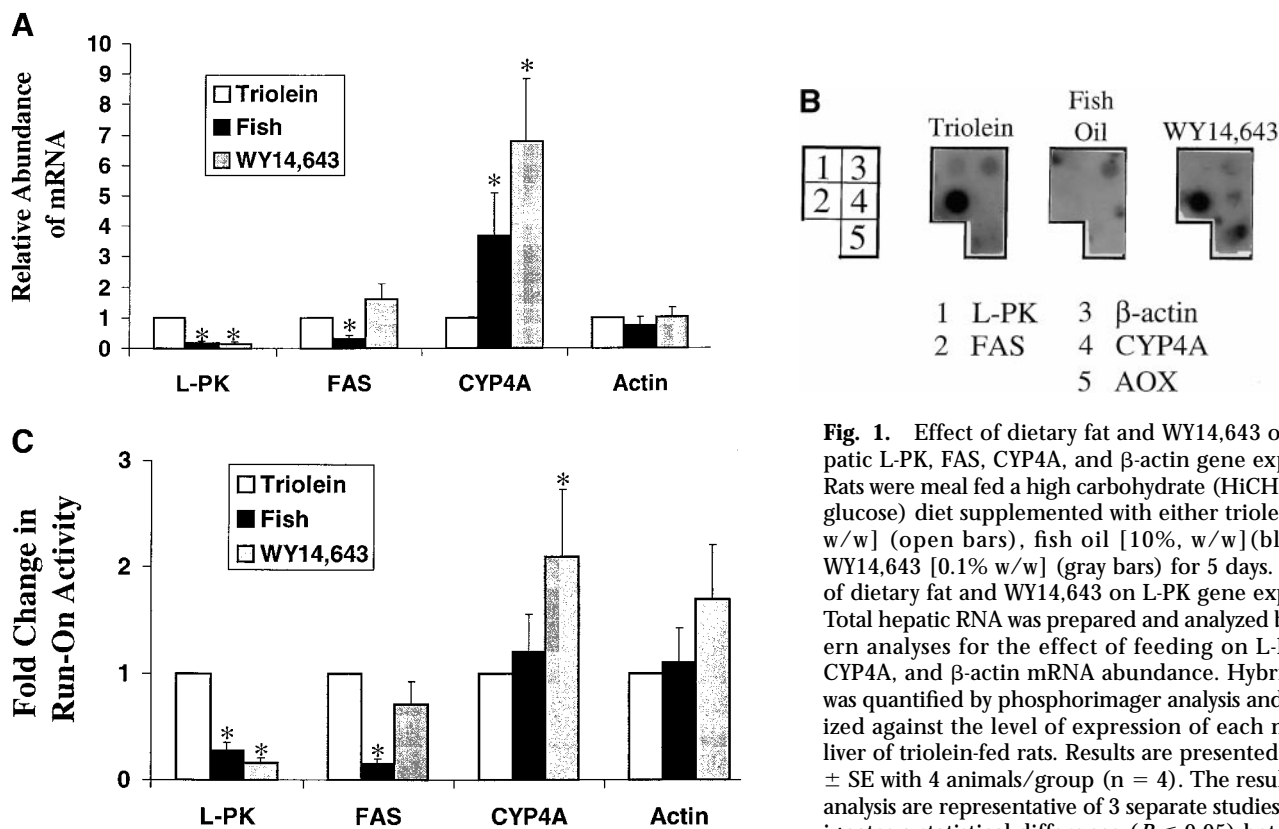 A
Relative Abundance
of mRNA
10
9
8
7
6
5
4
3
2
1
0
Triolein
Fish
WY14,643
* * * * *
L-PK FAS CYP4A Actin
B
Triolein Fish Oil WY14,643
1 3
2 4
5
1 L-PK 3 β-actin
2 FAS 4 CYP4A
5 AOX
C
Fold Change in
Run-On Activity
3
2
1
0
Triolein
Fish
WY14,643
* * * *
L-PK FAS CYP4A Actin
Fig. 1. Effect of dietary fat and WY14,643 o
patic L-PK, FAS, CYP4A, and β-actin gene exp
Rats were meal fed a high carbohydrate (HiCH
glucose) diet supplemented with either triole
w/w] (open bars), fish oil [10%, w/w](bl
WY14,643 [0.1% w/w] (gray bars) for 5 days.
of dietary fat and WY14,643 on L-PK gene exp
Total hepatic RNA was prepared and analyzed b
ern analyses for the effect of feeding on L-
CYP4A, and β-actin mRNA abundance. Hybri
was quantified by phosphorimager analysis and
ized against the level of expression of each
liver of triolein-fed rats. Results are presented
± SE with 4 animals/group (n = 4). The resul
analysis are representative of 3 separate studies